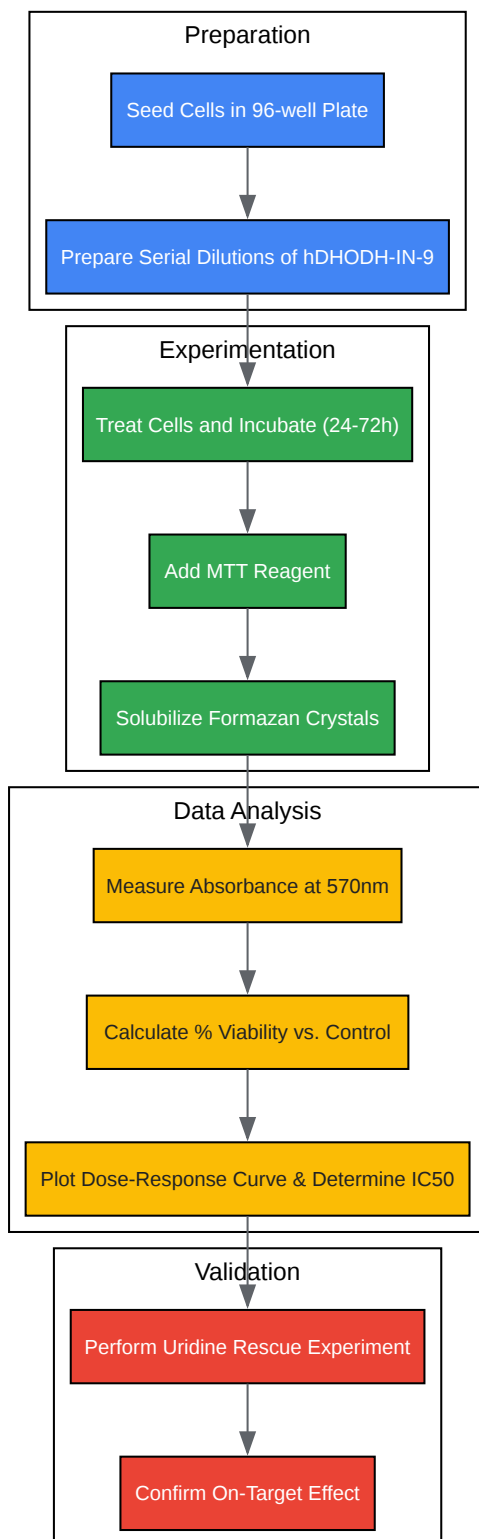 Preparation
Seed Cells in 96-well Plate
Prepare Serial Dilutions of hDHODH-IN-9
Experimentation
Treat Cells and Incubate (24-72h)
Add MTT Reagent
Solubilize Formazan Crystals
Data Analysis
Measure Absorbance at 570nm
Calculate % Viability vs. Control
Plot Dose-Response Curve & Determine IC50
Validation
Perform Uridine Rescue Experiment
Confirm On-Target Effect